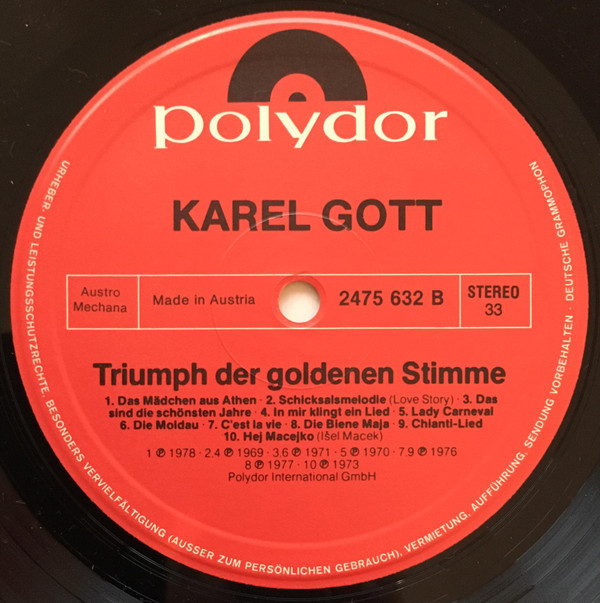 polydor
KAREL GOTT
Austro
Mechana
Made in Austria
2475 632 B
STEREO
33
Triumph der goldenen Stimme
1. Das Mädchen aus Athen · 2. Schicksalsmelodie (Love Story) · 3. Das
sind die schönsten Jahre · 4. In mir klingt ein Lied · 5. Lady Carneval
6. Die Moldau · 7. C'est la vie · 8. Die Biene Maja · 9. Chianti-Lied
10. Hej Macejko (Išel Macek)
1 ℗ 1978 · 2.4 ℗ 1969 · 3.6 ℗ 1971 · 5 ℗ 1970 · 7.9 ℗ 1976
8 ℗ 1977 · 10 ℗ 1973
Polydor International GmbH
URHEBER- UND LEISTUNGSSCHUTZRECHTE, BESONDERS VERVIELFÄLTIGUNG (AUSSER ZUM PERSÖNLICHEN GEBRAUCH), VERMIETUNG, AUFFÜHRUNG, SENDUNG VORBEHALTEN · DEUTSCHE GRAMMOPHON